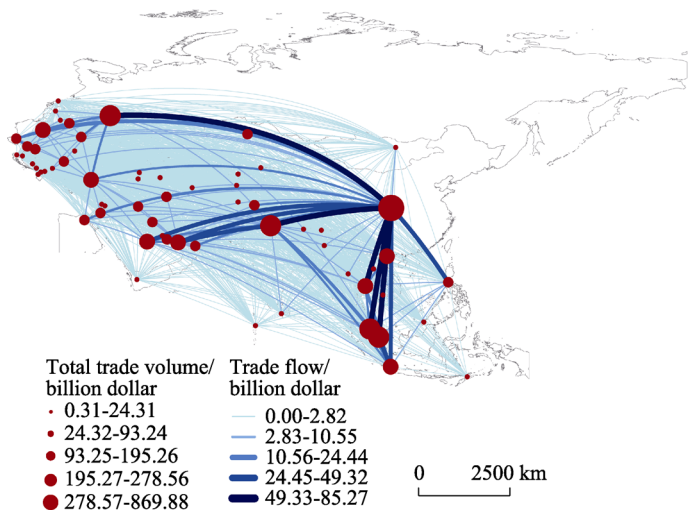 Total trade volume/
billion dollar
0.31-24.31
24.32-93.24
93.25-195.26
195.27-278.56
278.57-869.88
Trade flow/
billion dollar
0.00-2.82
2.83-10.55
10.56-24.44
24.45-49.32
49.33-85.27
0 2500 km